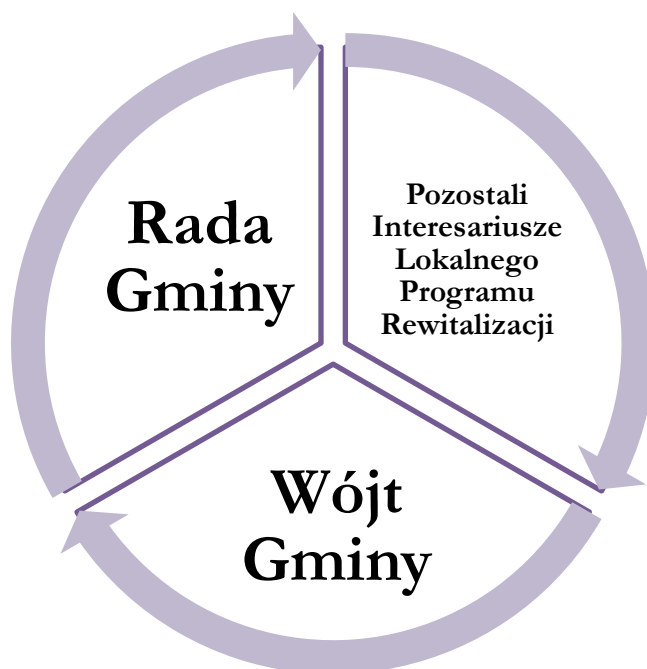 Rada
Gminy
Pozostali
Interesariusze
Lokalnego
Programu
Rewitalizacji
Wójt
Gminy